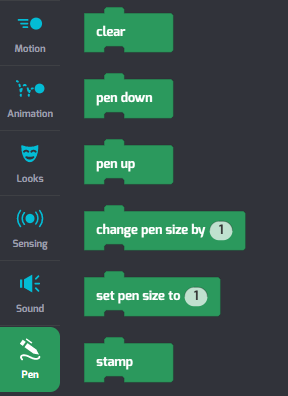 Motion
Animation
Looks
Sensing
Sound
Pen
clear
pen down
pen up
change pen size by 1
set pen size to 1
stamp